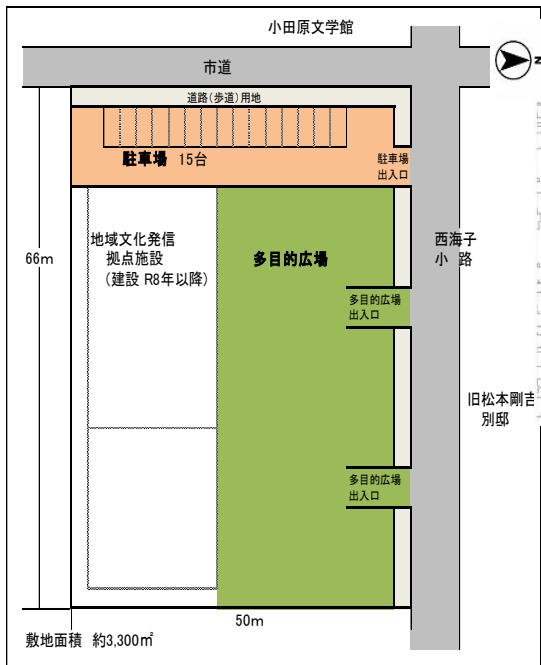 小田原文学館
市道
N
道路(歩道)用地
駐車場 15台
駐車場
出入口
地域文化発信
拠点施設
(建設 R8年以降)
多目的広場
西海子
小 路
66m
多目的広場
出入口
旧松本剛吉
別邸
多目的広場
出入口
50m
敷地面積 約3,300㎡